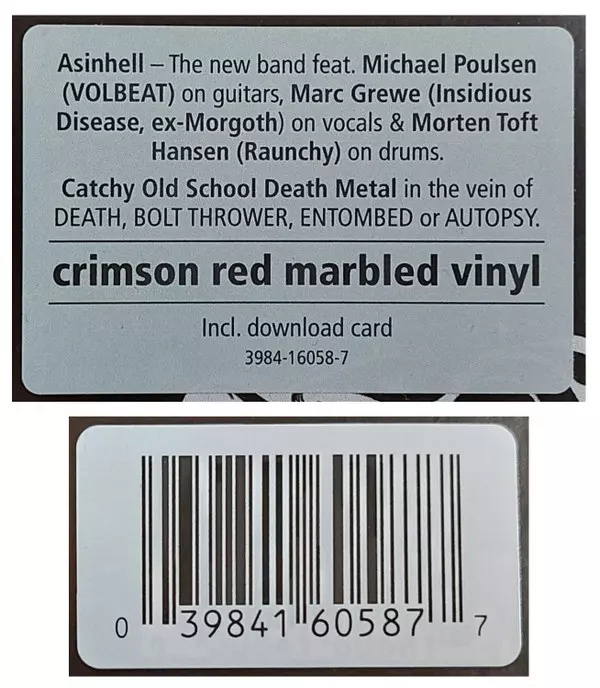 Asinhell – The new band feat. Michael Poulsen
(VOLBEAT) on guitars, Marc Grewe (Insidious
Disease, ex-Morgoth) on vocals & Morten Toft
Hansen (Raunchy) on drums.
Catchy Old School Death Metal in the vein of
DEATH, BOLT THROWER, ENTOMBED or AUTOPSY.
crimson red marbled vinyl
Incl. download card
3984-16058-7
0 39841 60587 7